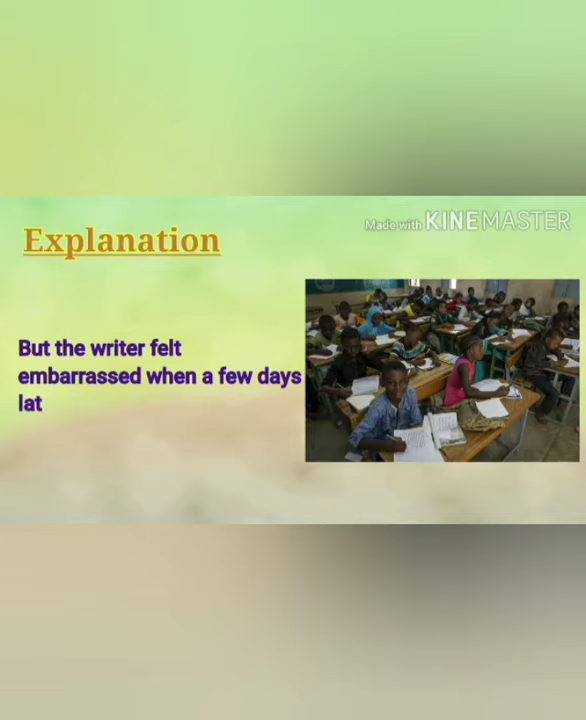 Made with KINEMASTER
Explanation
But the writer felt
embarrassed when a few days
lat